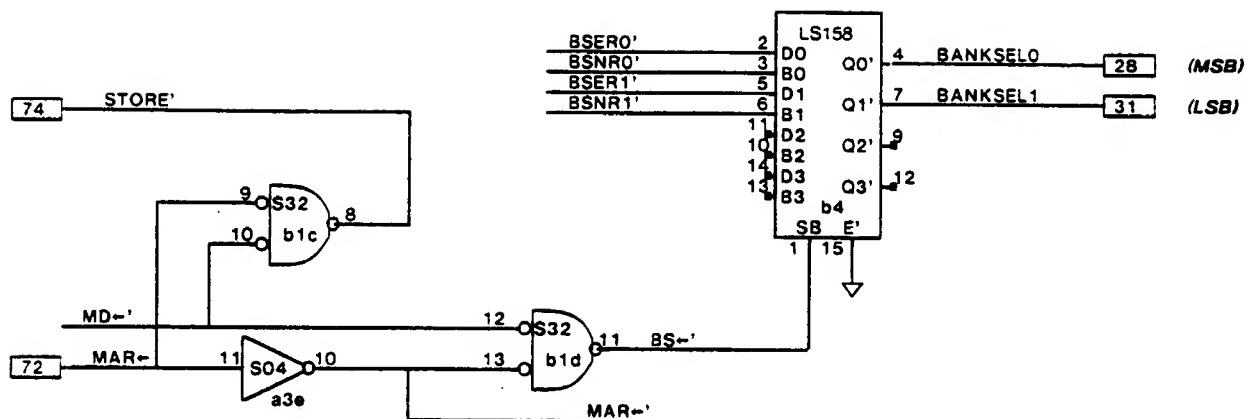 LS158
BSER0' 2 D0
BSNR0' 3 B0
BSER1' 5 D1
BSNR1' 6 B1
11 D2
10 B2
14 D3
13 B3
Q0' 4 BANKSEL0 28 (MSB)
Q1' 7 BANKSEL1 31 (LSB)
Q2' 9
Q3' 12
b4
SB E'
1 15
74 STORE'
9 S32 8
10 b1c
MD←' 12 S32 11 BS←'
72 MAR← 11 S04 10 13 b1d
a3e
MAR←'